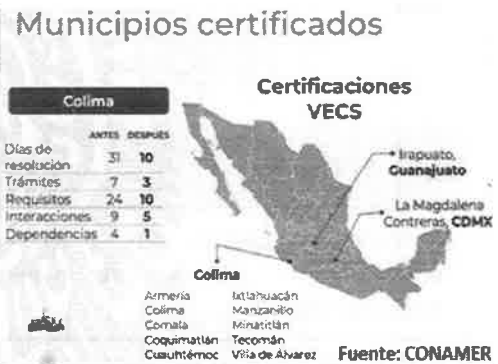 Municipios certificados
Certificaciones
VECS
Colima
ANTES DESPUÉS
Días de
resolución 31 10
Trámites 7 3
Requisitos 24 10
Interacciones 9 5
Dependencias 4 1
Irapuato,
Guanajuato
La Magdalena
Contreras, CDMX
Colima
Armería Ixtlahuacán
Colima Manzanillo
Comala Minatitlán
Coquimatlán Tecomán
Cuauhtémoc Villa de Álvarez
Fuente: CONAMER